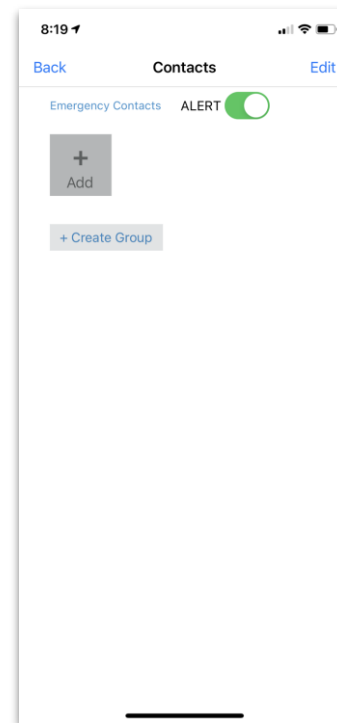 8:19
Back Contacts Edit
Emergency Contacts ALERT
+
Add
+ Create Group